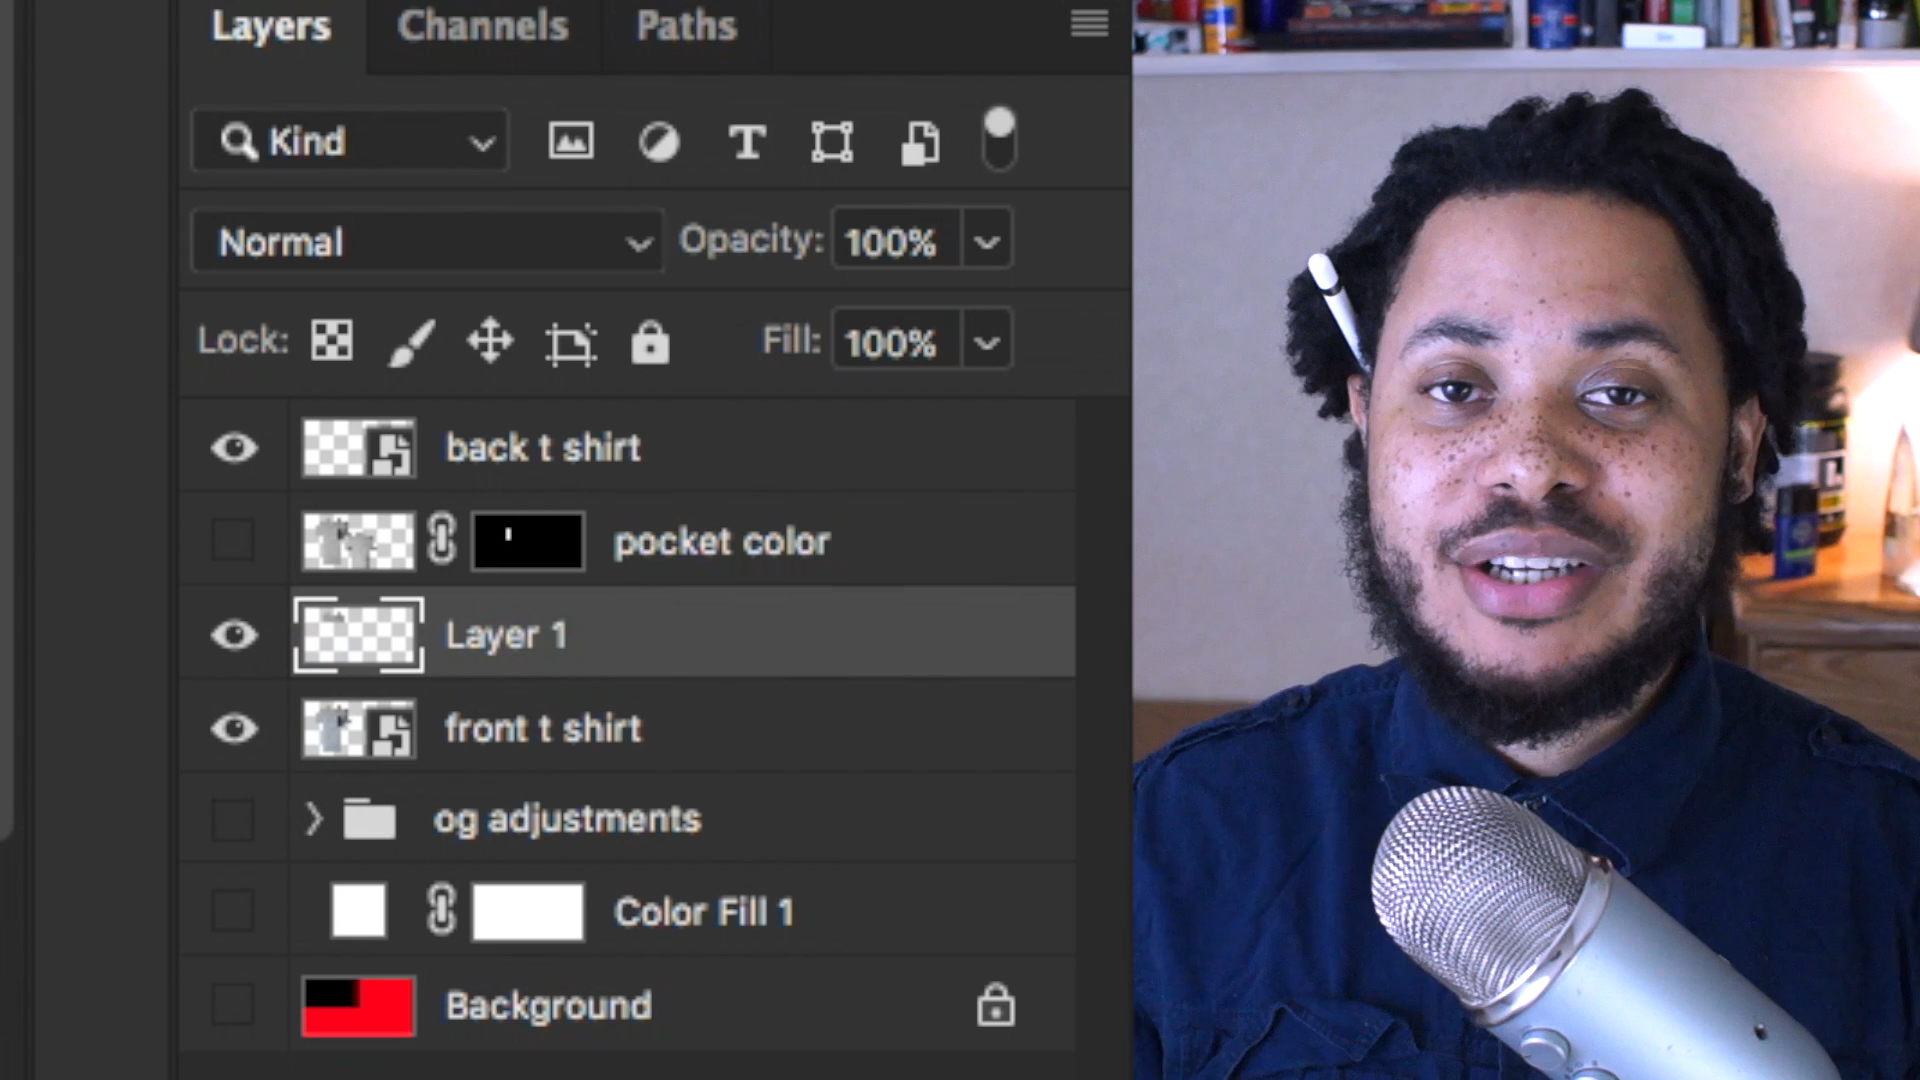 Layers Channels Paths
Kind
Normal Opacity: 100%
Lock: Fill: 100%
back t shirt
pocket color
Layer 1
front t shirt
og adjustments
Color Fill 1
Background